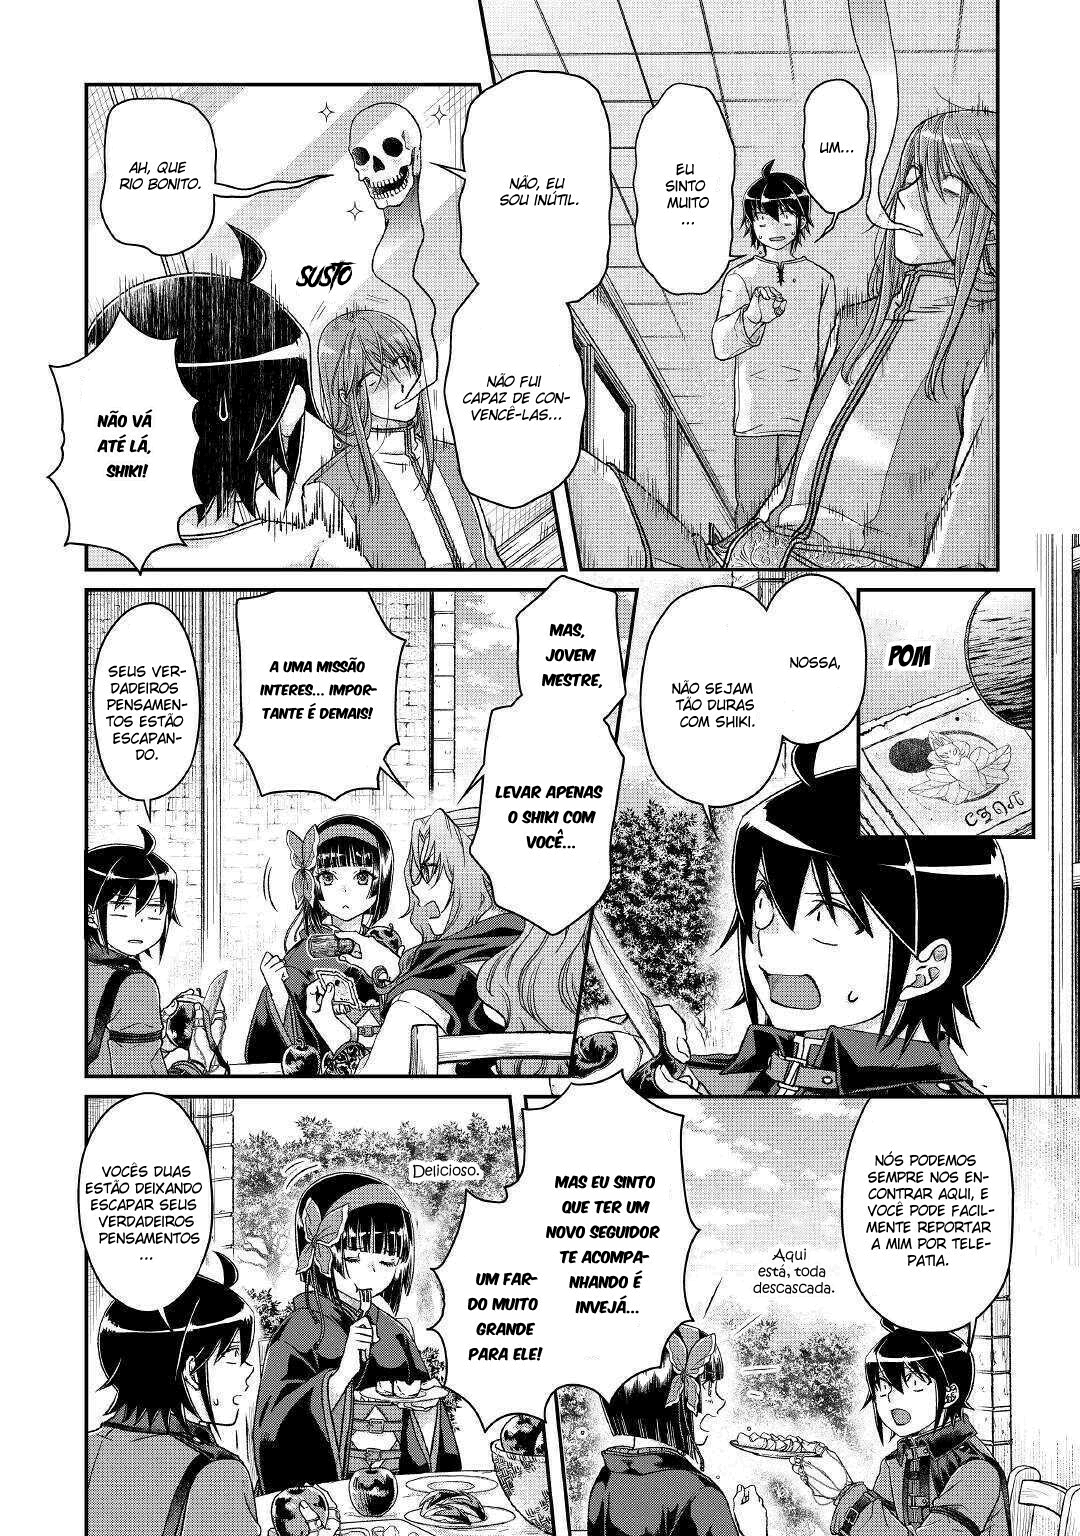 UM...
EU
SINTO
MUITO
...
NÃO, EU
SOU INÚTIL.
NÃO FUI
CAPAZ DE CON-
VENCÊ-LAS...
AH, QUE
RIO BONITO.
SUSTO
NÃO VÁ
ATÉ LÁ,
SHIKI!
POM
NOSSA,
NÃO SEJAM
TÃO DURAS
COM SHIKI.
MAS,
JOVEM
MESTRE,
LEVAR APENAS
O SHIKI COM
VOCÊ...
A UMA MISSÃO
INTERES... IMPOR-
TANTE É DEMAIS!
SEUS VER-
DADEIROS
PENSAMEN-
TOS ESTÃO
ESCAPAN-
DO.
NÓS PODEMOS
SEMPRE NOS EN-
CONTRAR AQUI, E
VOCÊ PODE FACIL-
MENTE REPORTAR
A MIM POR TELE-
PATIA.
Aqui
está, toda
descascada.
MAS EU SINTO
QUE TER UM
NOVO SEGUIDOR
TE ACOMPA-
NHANDO É
INVEJÁ...
UM FAR-
DO MUITO
GRANDE
PARA ELE!
Delicioso.
VOCÊS DUAS
ESTÃO DEIXANDO
ESCAPAR SEUS
VERDADEIROS
PENSAMENTOS
...